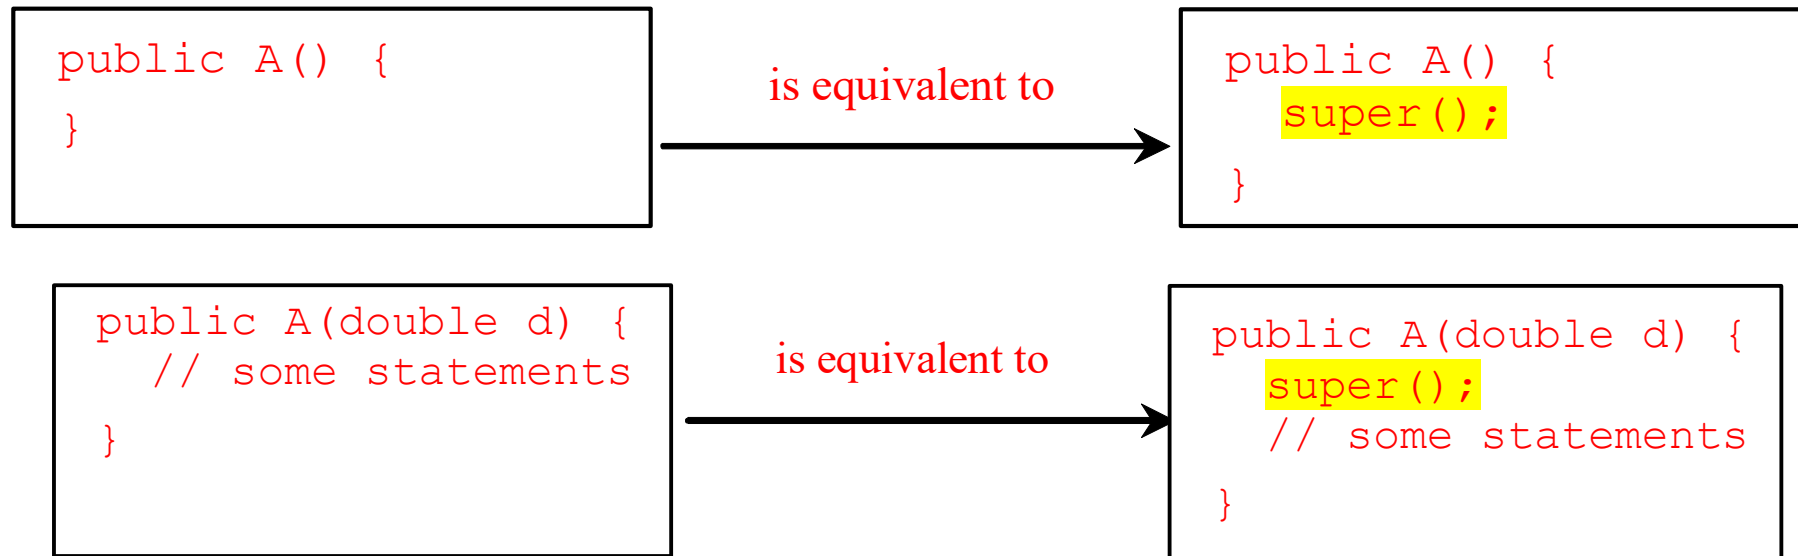 public A() {
}
is equivalent to
public A() {
super();
}
public A(double d) {
// some statements
}
is equivalent to
public A(double d) {
super();
// some statements
}